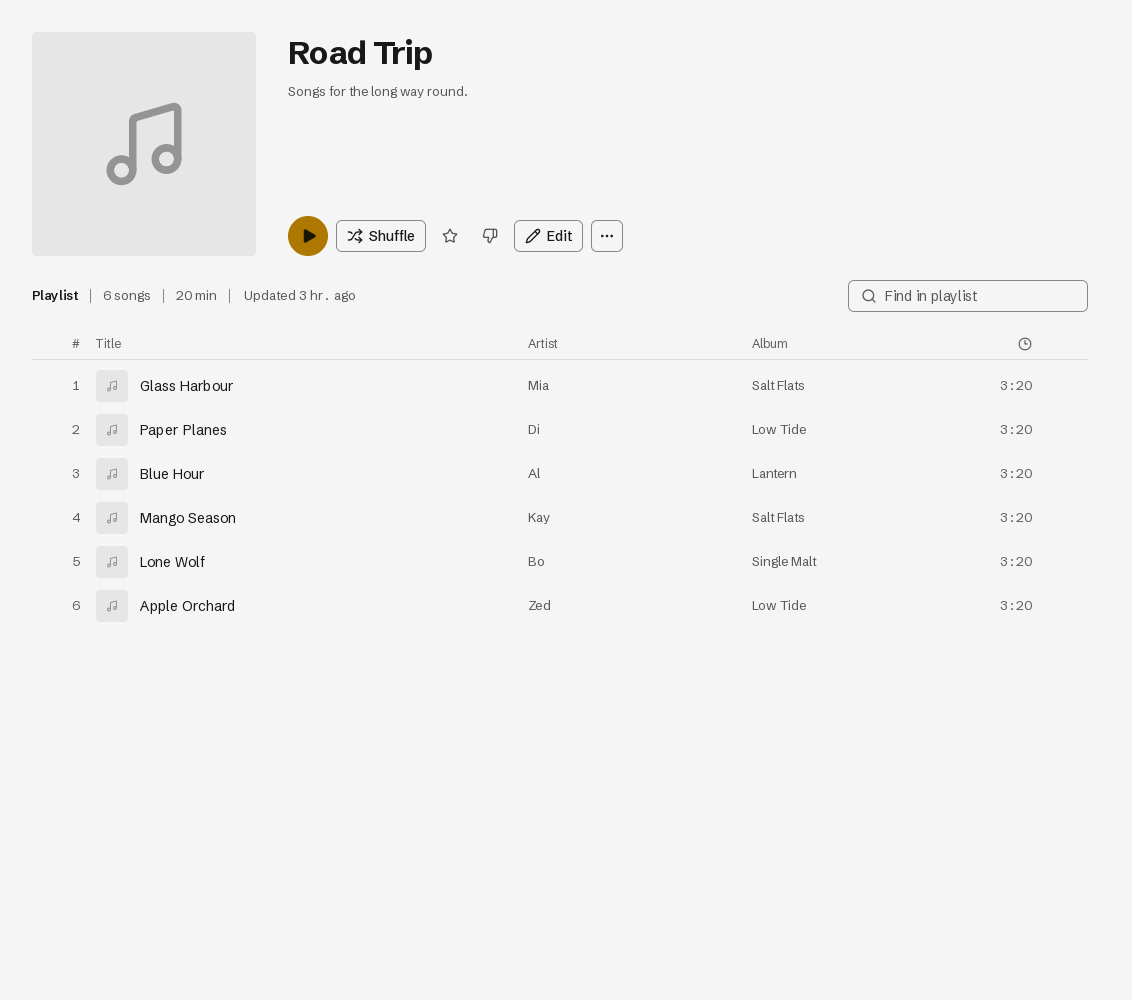 Road Trip
Songs for the long way round.
Shuffle Edit
Playlist 6 songs 20 min Updated 3 hr. ago Find in playlist
# Title Artist Album
1 Glass Harbour Mia Salt Flats 3:20
2 Paper Planes Di Low Tide 3:20
3 Blue Hour Al Lantern 3:20
4 Mango Season Kay Salt Flats 3:20
5 Lone Wolf Bo Single Malt 3:20
6 Apple Orchard Zed Low Tide 3:20